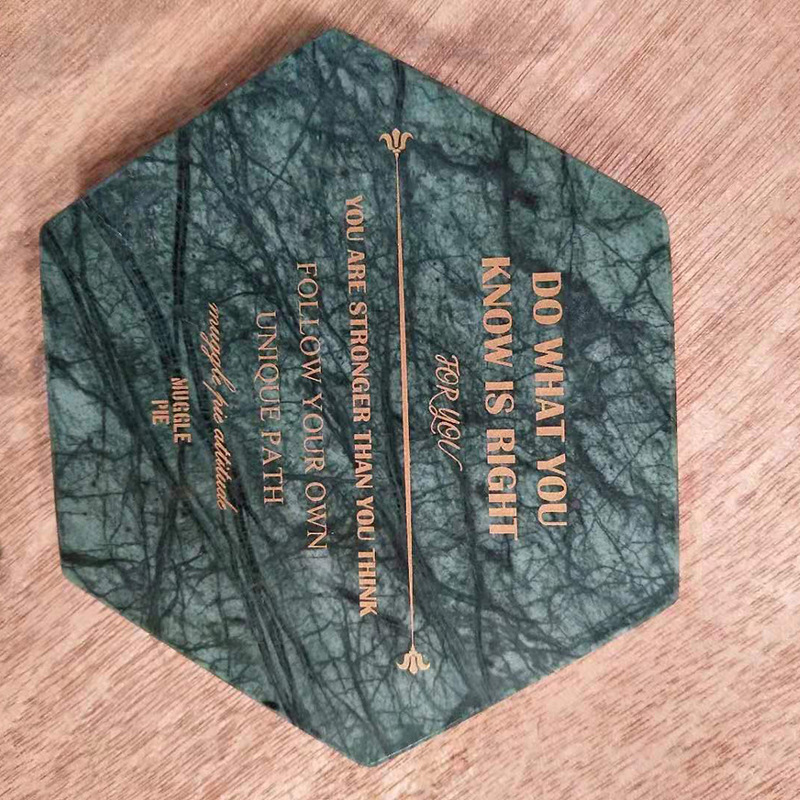 DO WHAT YOU
KNOW IS RIGHT
FOR YOU
YOU ARE STRONGER THAN YOU THINK
FOLLOW YOUR OWN
UNIQUE PATH
muggle pie attitude
MUGGLE
PIE